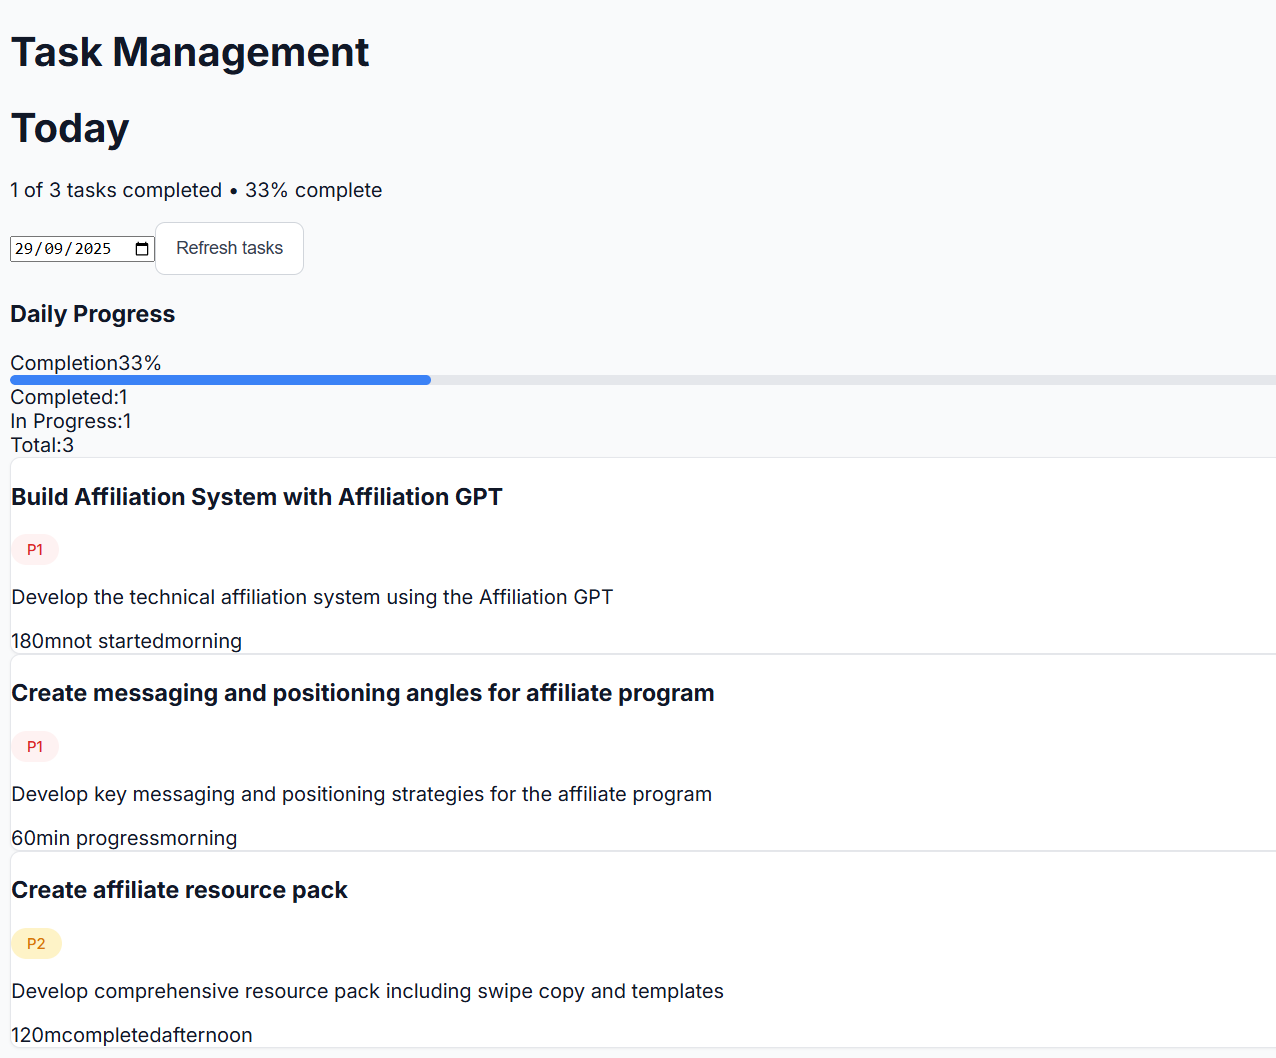 Task Management
Today
1 of 3 tasks completed • 33% complete
29/09/2025 Refresh tasks
Daily Progress
Completion33%
Completed:1
In Progress:1
Total:3
Build Affiliation System with Affiliation GPT
P1
Develop the technical affiliation system using the Affiliation GPT
180mnot startedmorning
Create messaging and positioning angles for affiliate program
P1
Develop key messaging and positioning strategies for the affiliate program
60min progressmorning
Create affiliate resource pack
P2
Develop comprehensive resource pack including swipe copy and templates
120mcompletedafternoon